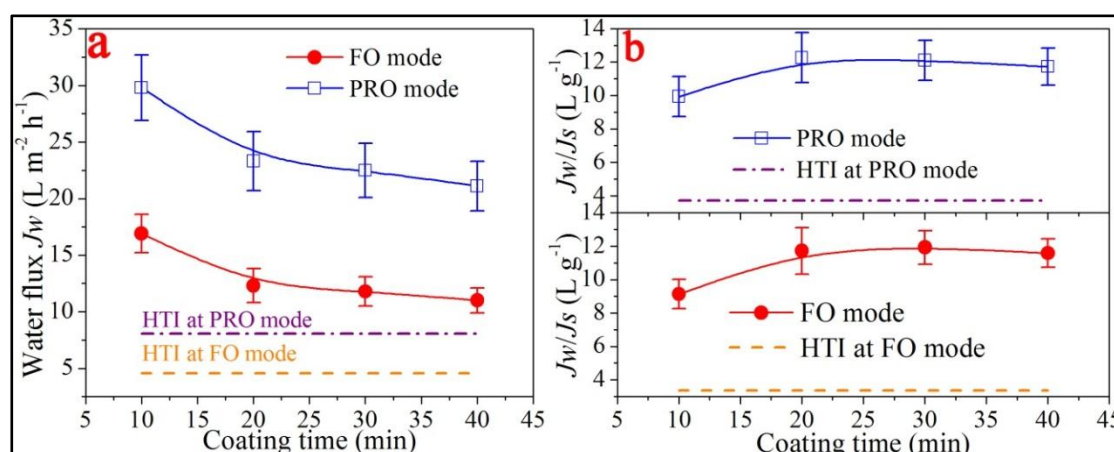 a
35
30
25
20
15
10
5
Water flux Jw (L m⁻² h⁻¹)
FO mode
PRO mode
HTI at PRO mode
HTI at FO mode
5 10 15 20 25 30 35 40 45
Coating time (min)
b
14
12
10
8
6
4
Jw/Js (L g⁻¹)
PRO mode
HTI at PRO mode
14
12
10
8
6
4
Jw/Js (L g⁻¹)
FO mode
HTI at FO mode
5 10 15 20 25 30 35 40 45
Coating time (min)